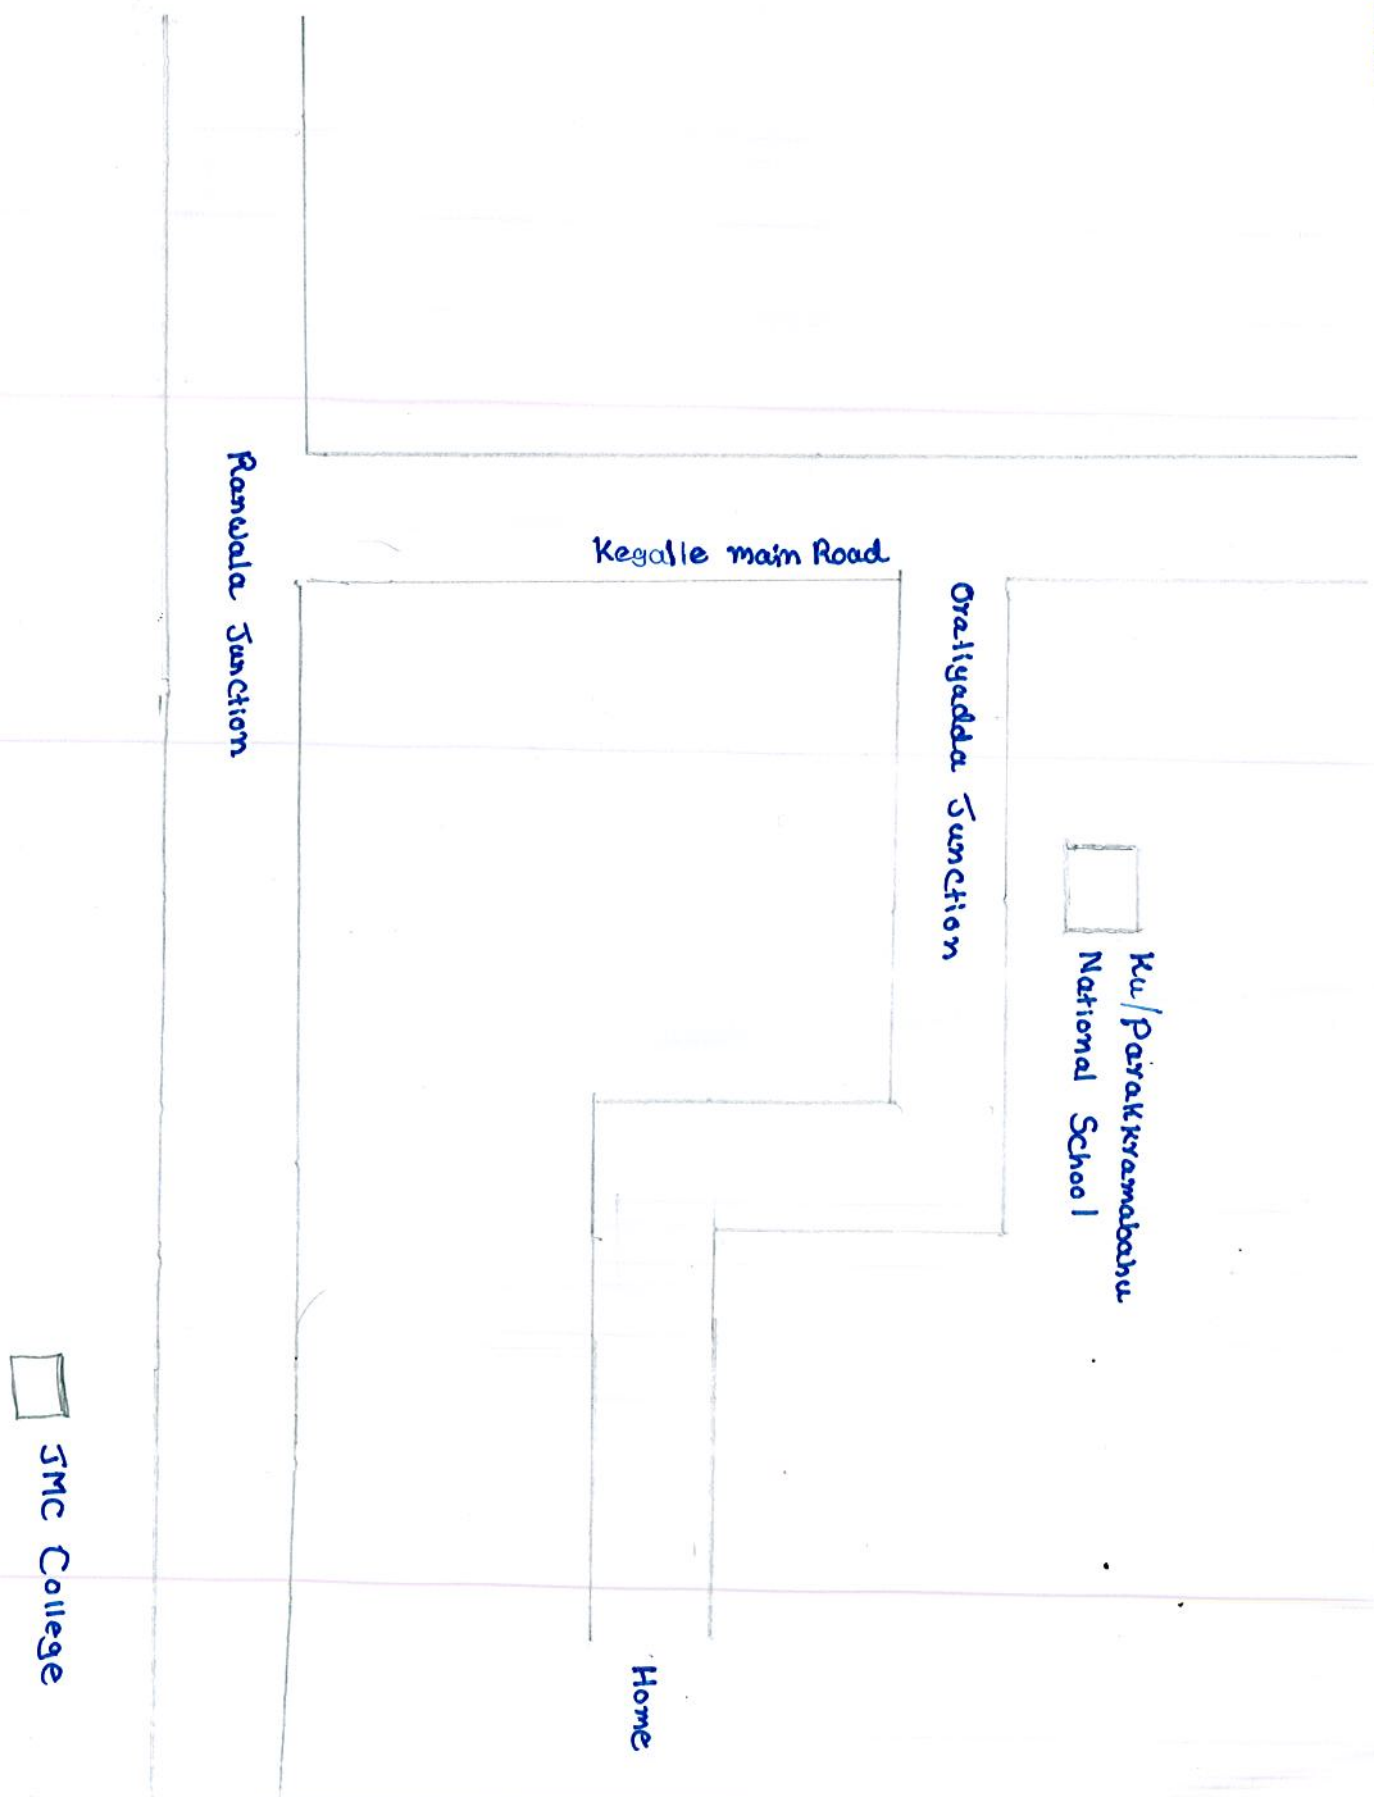 Ku/Parakkramabahu
National School
Oraliyadda Junction
Kegalle main Road
Home
Ranwala Junction
JMC College